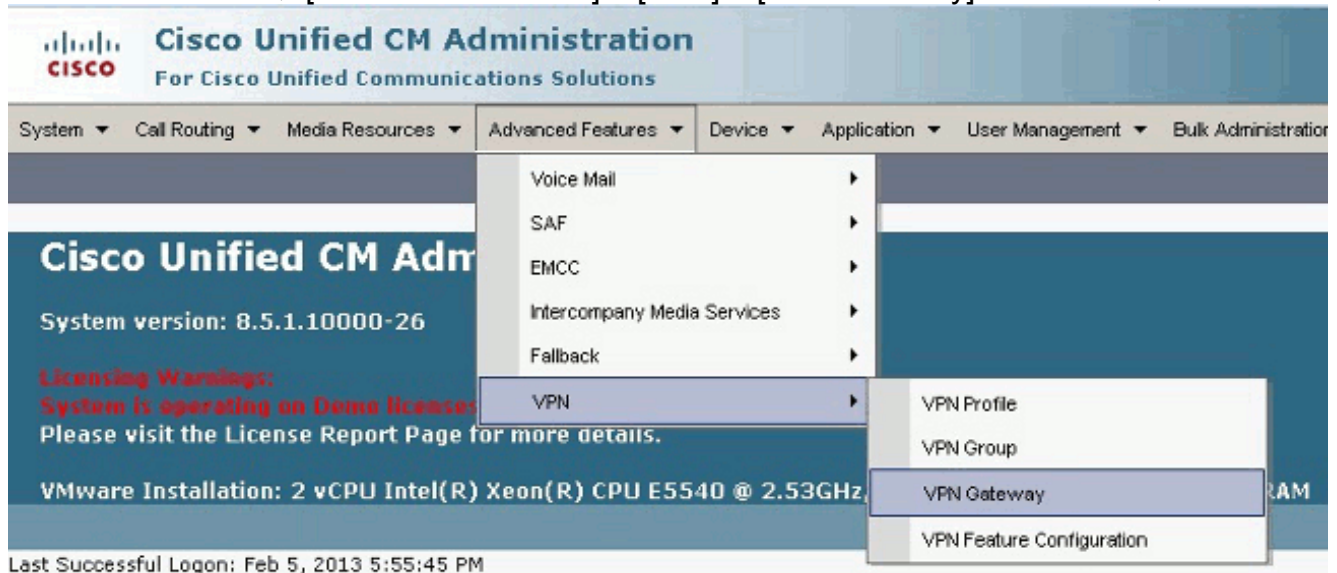 Cisco Unified CM Administration
CISCO
For Cisco Unified Communications Solutions
System Call Routing Media Resources Advanced Features Device Application User Management Bulk Administration
Voice Mail
SAF
Cisco Unified CM Adm
EMCC
System version: 8.5.1.10000-26
Intercompany Media Services
Fallback
Licensing Warnings:
System is operating on Demo licenses
VPN
VPN Profile
Please visit the License Report Page for more details.
VPN Group
VMware Installation: 2 vCPU Intel(R) Xeon(R) CPU E5540 @ 2.53GHz,
VPN Gateway
RAM
VPN Feature Configuration
Last Successful Logon: Feb 5, 2013 5:55:45 PM